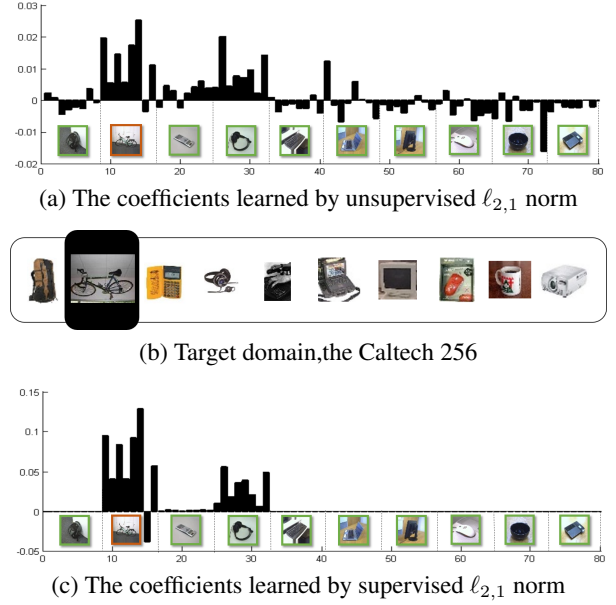 0.03
0.02
0.01
0
-0.01
-0.02
0 10 20 30 40 50 60 70 80
(a) The coefficients learned by unsupervised ℓ2,1 norm
(b) Target domain,the Caltech 256
0.15
0.1
0.05
0
-0.05
0 10 20 30 40 50 60 70 80
(c) The coefficients learned by supervised ℓ2,1 norm